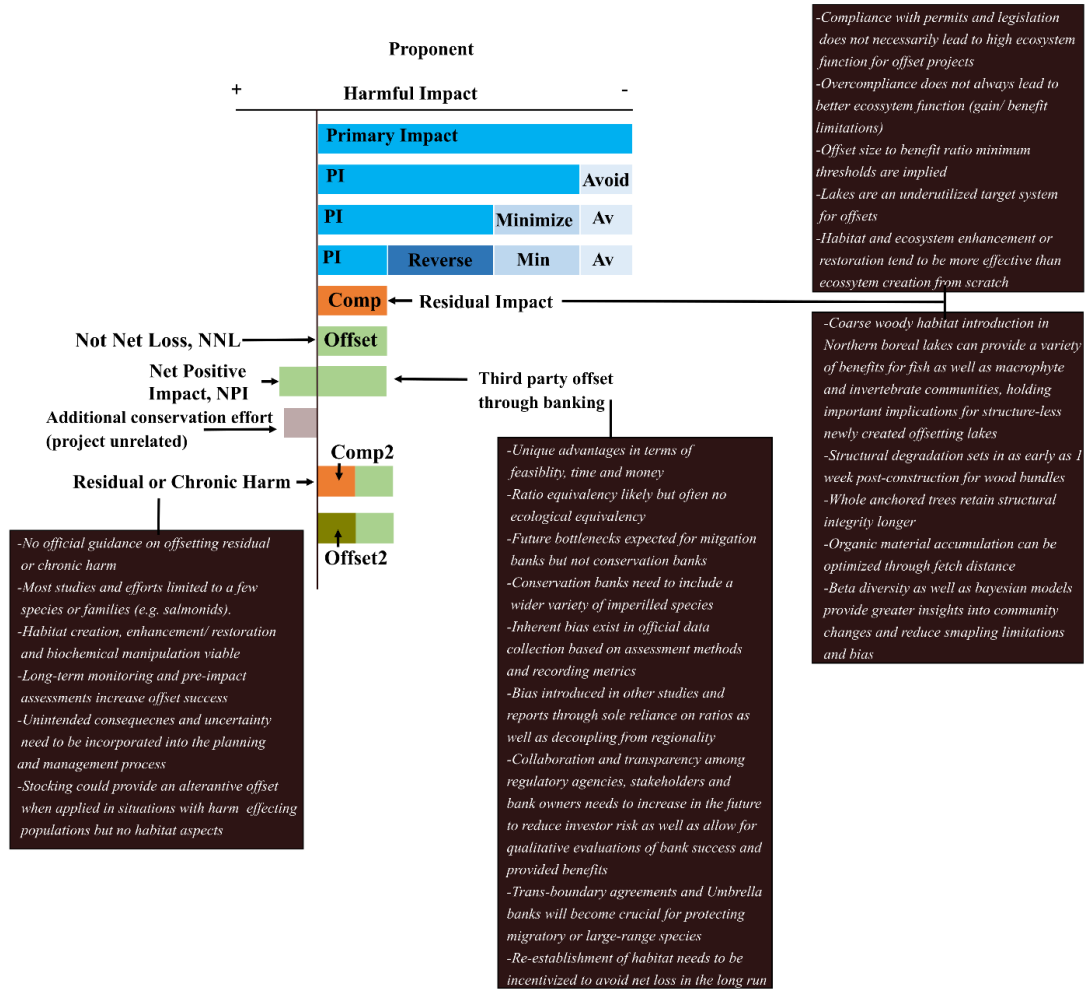 Proponent
+
Harmful Impact
-
Primary Impact
PI
Avoid
PI
Minimize
Av
PI
Reverse
Min
Av
Comp
Residual Impact
Not Net Loss, NNL
Offset
Net Positive
Impact, NPI
Third party offset
through banking
Additional conservation effort
(project unrelated)
Comp2
Residual or Chronic Harm
Offset2
-Compliance with permits and legislation
does not necessarily lead to high ecosystem
function for offset projects
-Overcompliance does not always lead to
better ecosytem function (gain/ benefit
limitations)
-Offset size to benefit ratio minimum
thresholds are implied
-Lakes are an underutilized target system
for offsets
-Habitat and ecosystem enhancement or
restoration tend to be more effective than
ecosytem creation from scratch
-Coarse woody habitat introduction in
Northern boreal lakes can provide a variety
of benefits for fish as well as macrophyte
and invertebrate communities, holding
important implications for structure-less
newly created offsetting lakes
-Structural degradation sets in as early as 1
week post-construction for wood bundles
-Whole anchored trees retain structural
integrity longer
-Organic material accumulation can be
optimized through fetch distance
-Beta diversity as well as bayesian models
provide greater insights into community
changes and reduce smapling limitations
and bias
-Unique advantages in terms of
feasiblity, time and money
-Ratio equivalency likely but often no
ecological equivalency
-Future bottlenecks expected for mitgation
banks but not conservation banks
-Conservation banks need to include a
wider variety of imperilled species
-Inherent bias exist in official data
collection based on assessment methods
and recording metrics
-Bias introduced in other studies and
reports through sole reliance on ratios as
well as decoupling from regionality
-Collaboration and transparency among
regulatory agencies, stakeholders and
bank owners needs to increase in the future
to reduce investor risk as well as allow for
qualitative evaluations of bank success and
provided benefits
-Trans-boundary agreements and Umbrella
banks will become crucial for protecting
migratory or large-range species
-Re-establishment of habitat needs to be
incentivized to avoid net loss in the long run
-No official guidance on offsetting residual
or chronic harm
-Most studies and efforts limited to a few
species or families (e.g. salmonids).
-Habitat creation, enhancement/ restoration
and biochemical manipulation viable
-Long-term monitoring and pre-impact
assessments increase offset success
-Unintended consequecnes and uncertainty
need to be incorporated into the planning
and management process
-Stocking could provide an alterantive offset
when applied in situations with harm effecting
populations but no habitat aspects